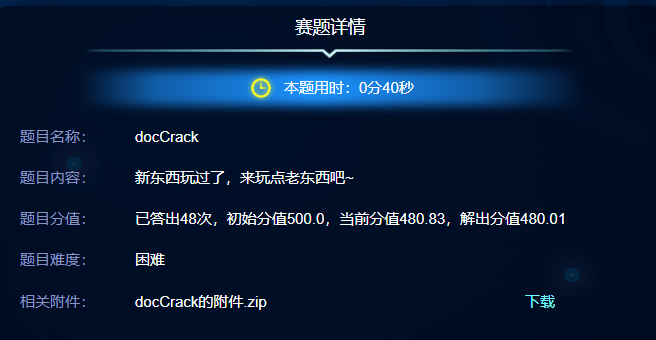 赛题详情
本题用时：0分40秒
题目名称： docCrack
题目内容： 新东西玩过了，来玩点老东西吧~
题目分值： 已答出48次，初始分值500.0，当前分值480.83，解出分值480.01
题目难度： 困难
相关附件： docCrack的附件.zip 下载